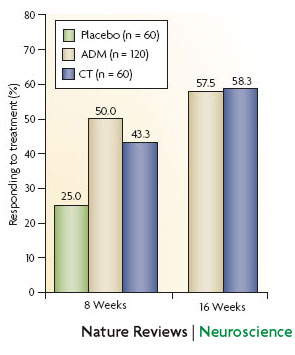 80
70
60
50
40
30
20
10
0
Responding to treatment (%)
Placebo (n = 60)
ADM (n = 120)
CT (n = 60)
25.0
50.0
43.3
57.5
58.3
8 Weeks
16 Weeks
Nature Reviews | Neuroscience